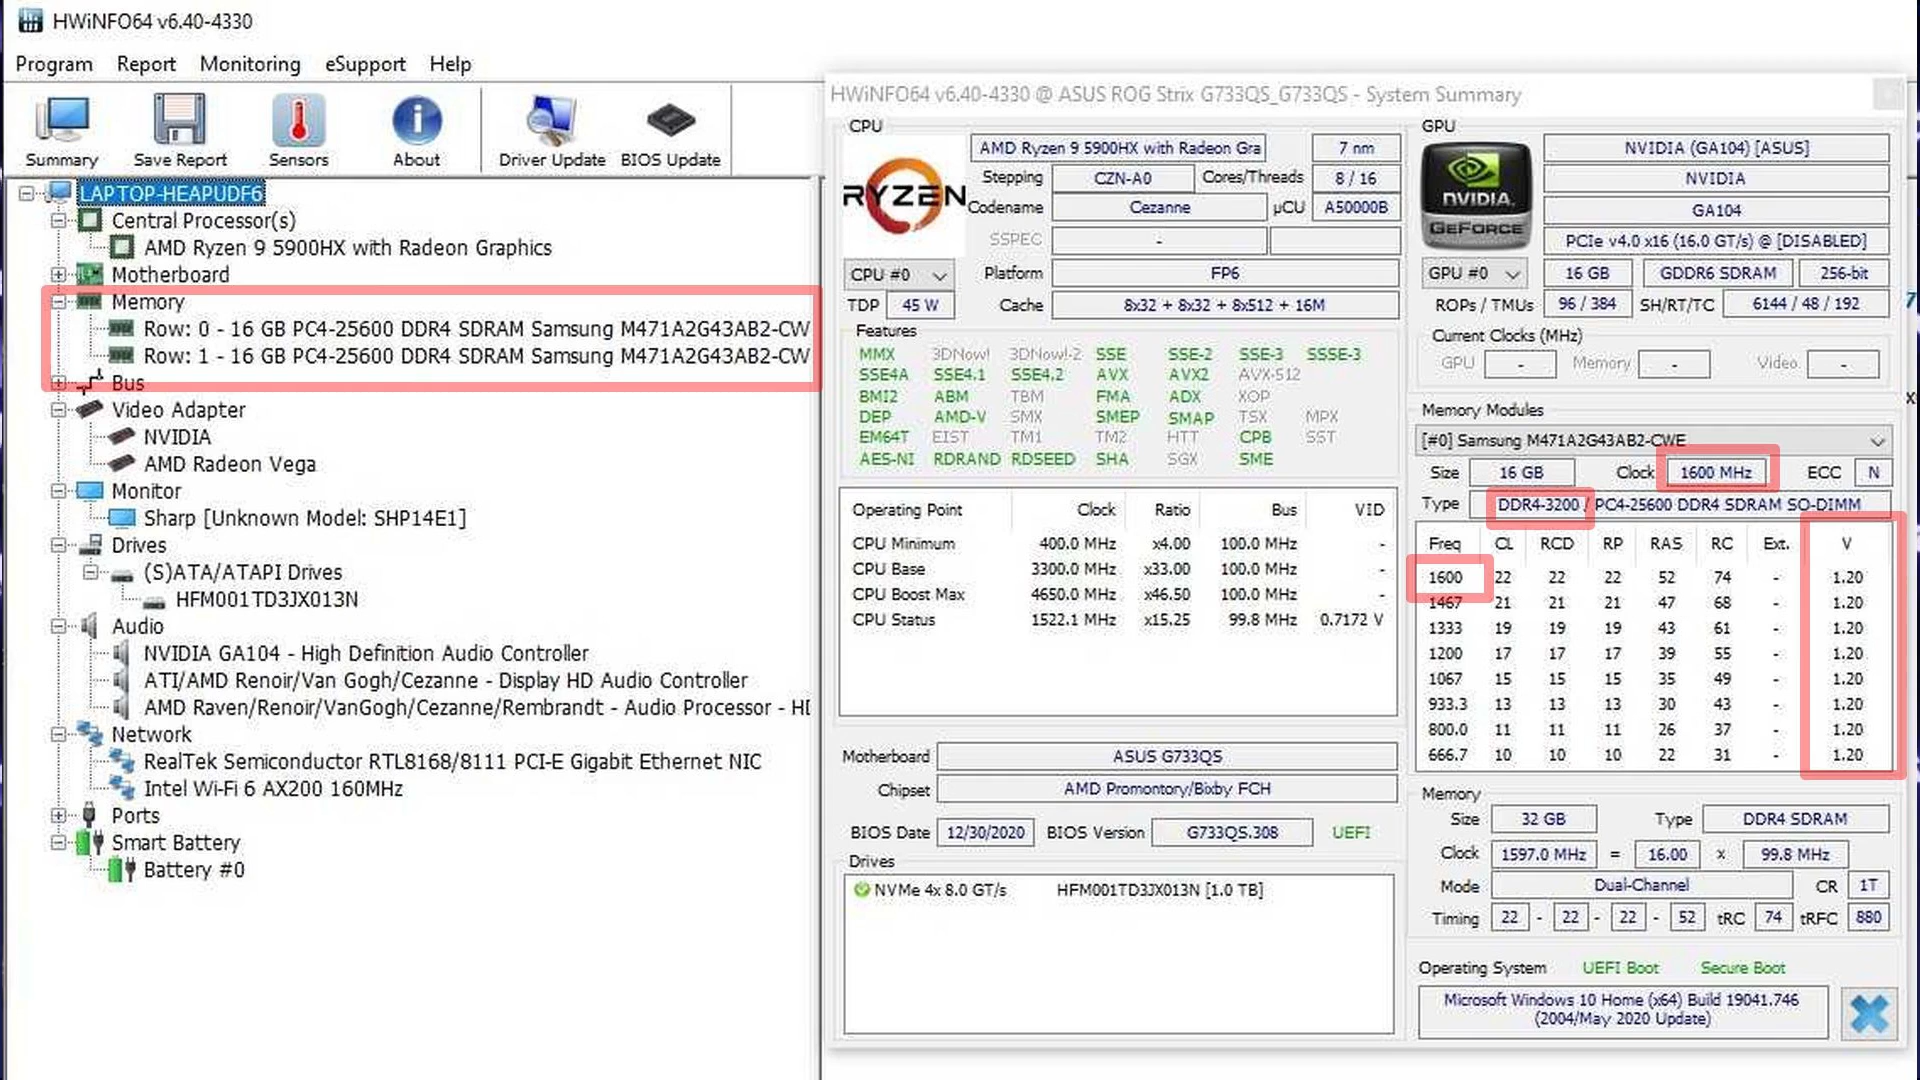 HWiNFO64 v6.40-4330
Program Report Monitoring eSupport Help
Summary Save Report Sensors About Driver Update BIOS Update
LAPTOP-HEAPUDF6
Central Processor(s)
AMD Ryzen 9 5900HX with Radeon Graphics
Motherboard
Memory
Row: 0 - 16 GB PC4-25600 DDR4 SDRAM Samsung M471A2G43AB2-CW
Row: 1 - 16 GB PC4-25600 DDR4 SDRAM Samsung M471A2G43AB2-CW
Bus
Video Adapter
NVIDIA
AMD Radeon Vega
Monitor
Sharp [Unknown Model: SHP14E1]
Drives
(S)ATA/ATAPI Drives
HFM001TD3JX013N
Audio
NVIDIA GA104 - High Definition Audio Controller
ATI/AMD Renoir/Van Gogh/Cezanne - Display HD Audio Controller
AMD Raven/Renoir/VanGogh/Cezanne/Rembrandt - Audio Processor - HD
Network
RealTek Semiconductor RTL8168/8111 PCI-E Gigabit Ethernet NIC
Intel Wi-Fi 6 AX200 160MHz
Ports
Smart Battery
Battery #0
HWiNFO64 v6.40-4330 @ ASUS ROG Strix G733QS_G733QS - System Summary
CPU
RYZEN
AMD Ryzen 9 5900HX with Radeon Gra 7 nm
Stepping CZN-A0 Cores/Threads 8 / 16
Codename Cezanne µCU A50000B
SSPEC -
CPU #0 Platform FP6
TDP 45 W Cache 8x32 + 8x32 + 8x512 + 16M
Features
MMX 3DNow! 3DNow!-2 SSE SSE-2 SSE-3 SSSE-3
SSE4A SSE4.1 SSE4.2 AVX AVX2 AVX-512
BMI2 ABM TBM FMA ADX XOP
DEP AMD-V SMX SMEP SMAP TSX MPX
EM64T EIST TM1 TM2 HTT CPB SST
AES-NI RDRAND RDSEED SHA SGX SME
Operating Point Clock Ratio Bus VID
CPU Minimum 400.0 MHz x4.00 100.0 MHz -
CPU Base 3300.0 MHz x33.00 100.0 MHz -
CPU Boost Max 4650.0 MHz x46.50 100.0 MHz -
CPU Status 1522.1 MHz x15.25 99.8 MHz 0.7172 V
Motherboard ASUS G733QS
Chipset AMD Promontory/Bixby FCH
BIOS Date 12/30/2020 BIOS Version G733QS.308 UEFI
Drives
NVMe 4x 8.0 GT/s HFM001TD3JX013N [1.0 TB]
GPU
NVIDIA. GEFORCE
NVIDIA (GA104) [ASUS]
NVIDIA
GA104
PCIe v4.0 x16 (16.0 GT/s) @ [DISABLED]
GPU #0 16 GB GDDR6 SDRAM 256-bit
ROPs / TMUs 96 / 384 SH/RT/TC 6144 / 48 / 192
Current Clocks (MHz)
GPU - Memory - Video -
Memory Modules
[#0] Samsung M471A2G43AB2-CWE
Size 16 GB Clock 1600 MHz ECC N
Type DDR4-3200 / PC4-25600 DDR4 SDRAM SO-DIMM
Freq CL RCD RP RAS RC Ext. V
1600 22 22 22 52 74 - 1.20
1467 21 21 21 47 68 - 1.20
1333 19 19 19 43 61 - 1.20
1200 17 17 17 39 55 - 1.20
1067 15 15 15 35 49 - 1.20
933.3 13 13 13 30 43 - 1.20
800.0 11 11 11 26 37 - 1.20
666.7 10 10 10 22 31 - 1.20
Memory
Size 32 GB Type DDR4 SDRAM
Clock 1597.0 MHz = 16.00 x 99.8 MHz
Mode Dual-Channel CR 1T
Timing 22 - 22 - 22 - 52 tRC 74 tRFC 880
Operating System UEFI Boot Secure Boot
Microsoft Windows 10 Home (x64) Build 19041.746
(2004/May 2020 Update)